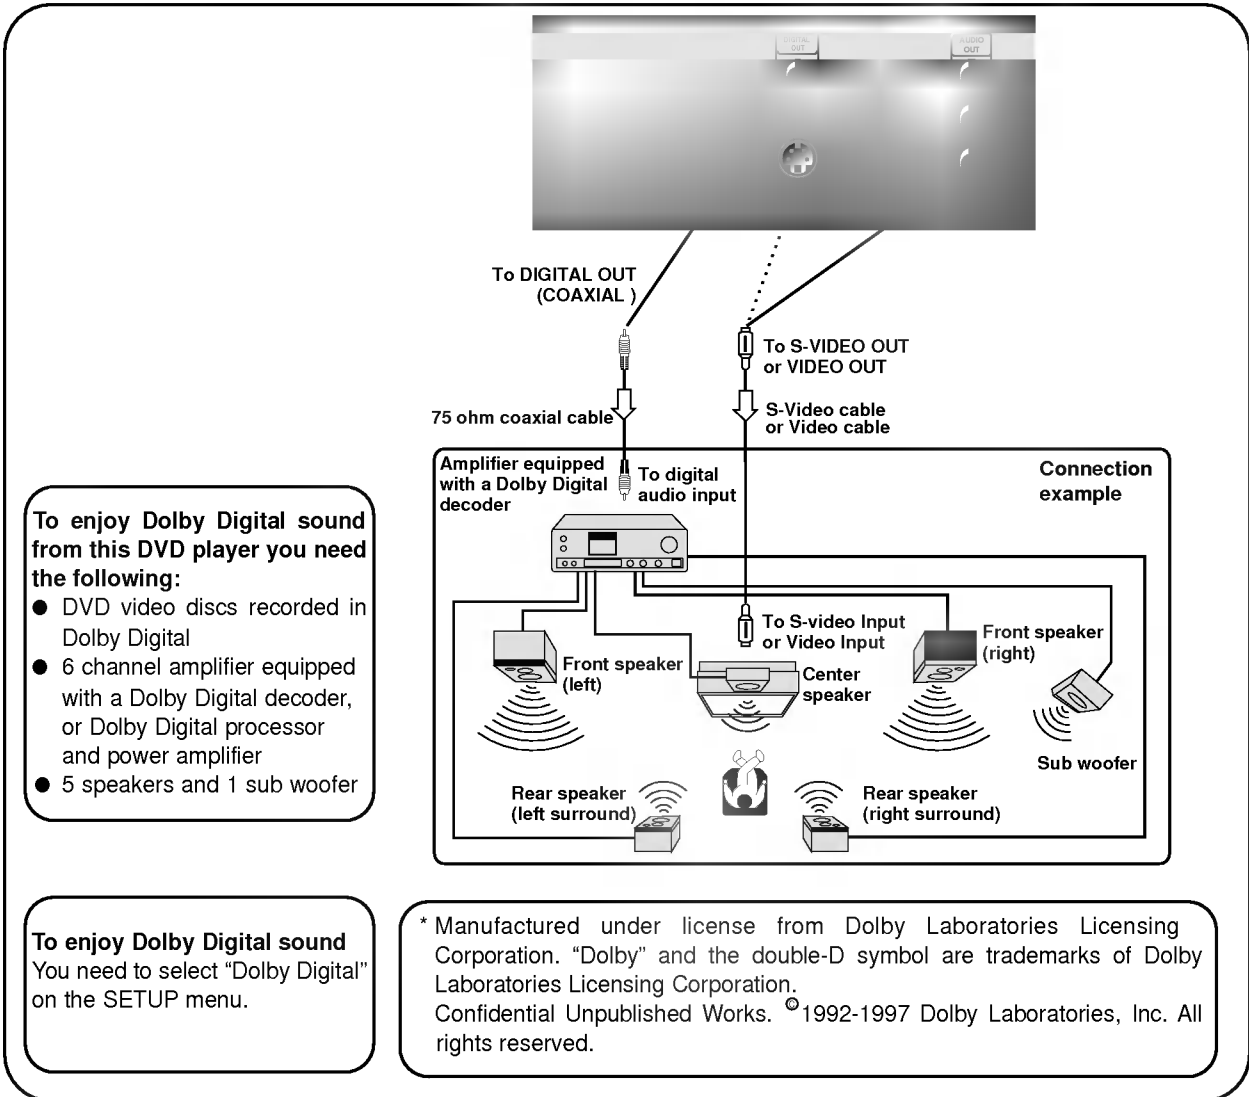 DIGITAL
OUT
AUDIO
OUT
To DIGITAL OUT
(COAXIAL )
To S-VIDEO OUT
or VIDEO OUT
75 ohm coaxial cable
S-Video cable
or Video cable
Amplifier equipped
with a Dolby Digital
decoder
To digital
audio input
Connection
example
To S-video Input
or Video Input
Front speaker
(left)
Center
speaker
Front speaker
(right)
Sub woofer
Rear speaker
(left surround)
Rear speaker
(right surround)
To enjoy Dolby Digital sound
from this DVD player you need
the following:
● DVD video discs recorded in
Dolby Digital
● 6 channel amplifier equipped
with a Dolby Digital decoder,
or Dolby Digital processor
and power amplifier
● 5 speakers and 1 sub woofer
To enjoy Dolby Digital sound
You need to select “Dolby Digital”
on the SETUP menu.
* Manufactured under license from Dolby Laboratories Licensing
Corporation. “Dolby” and the double-D symbol are trademarks of Dolby
Laboratories Licensing Corporation.
Confidential Unpublished Works. ©1992-1997 Dolby Laboratories, Inc. All
rights reserved.